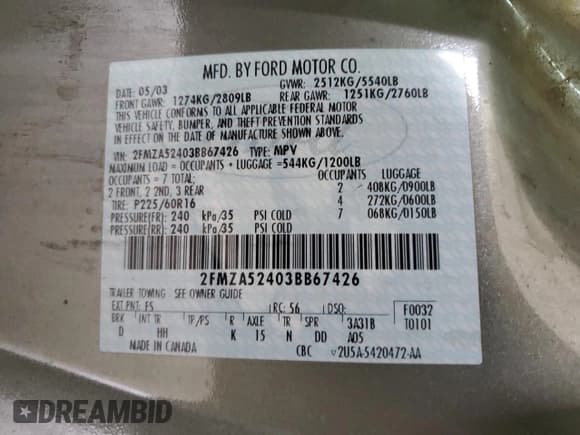 MFD. BY FORD MOTOR CO.
DATE: 05/03 GVWR: 2512KG/5540LB
FRONT GAWR: 1274KG/2809LB REAR GAWR: 1251KG/2760LB
THIS VEHICLE CONFORMS TO ALL APPLICABLE FEDERAL MOTOR
VEHICLE SAFETY, BUMPER, AND THEFT PREVENTION STANDARDS
IN EFFECT ON THE DATE OF MANUFACTURE SHOWN ABOVE.
VIN: 2FMZA52403BB67426 TYPE: MPV
MAXIMUM LOAD = OCCUPANTS + LUGGAGE =544KG/1200LB
OCCUPANTS = 7 TOTAL; OCCUPANTS LUGGAGE
2 FRONT, 2 2ND, 3 REAR 2 408KG/0900LB
TIRE: P225/60R16 4 272KG/0600LB
PRESSURE(FR): 240 kPa/35 PSI COLD 7 068KG/0150LB
PRESSURE(RR): 240 kPa/35 PSI COLD
2FMZA52403BB67426
TRAILER TOWING: SEE OWNER GUIDE
EXT PNT: FS RC: 56 DSO: F0032
BRK INT TR TP/PS R AXLE TR SPR 3A31B T0101
D HH K 15 N DD A05
MADE IN CANADA CBC 2U5A-5420472-AA
DREAMBID